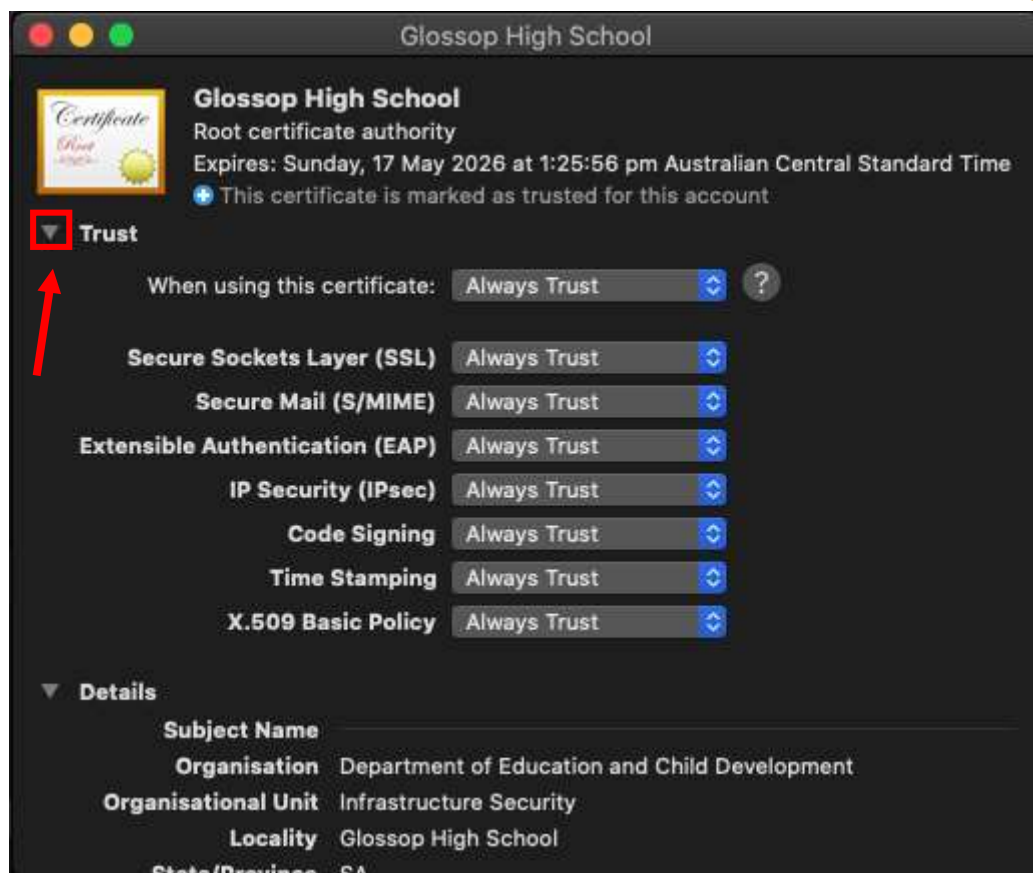 Glossop High School
Certificate
Root
Glossop High School
Root certificate authority
Expires: Sunday, 17 May 2026 at 1:25:56 pm Australian Central Standard Time
This certificate is marked as trusted for this account
Trust
When using this certificate: Always Trust ?
Secure Sockets Layer (SSL) Always Trust
Secure Mail (S/MIME) Always Trust
Extensible Authentication (EAP) Always Trust
IP Security (IPsec) Always Trust
Code Signing Always Trust
Time Stamping Always Trust
X.509 Basic Policy Always Trust
Details
Subject Name
Organisation Department of Education and Child Development
Organisational Unit Infrastructure Security
Locality Glossop High School
State/Province SA